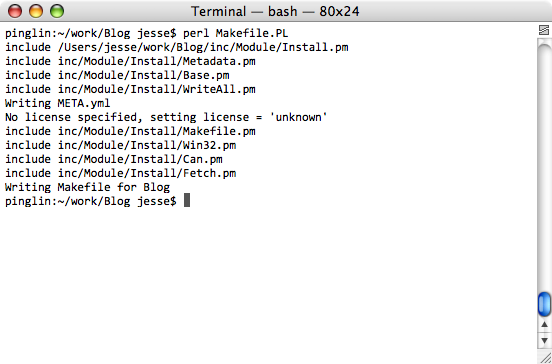 Terminal — bash — 80x24
pinglin:~/work/Blog jesse$ perl Makefile.PL
include /Users/jesse/work/Blog/inc/Module/Install.pm
include inc/Module/Install/Metadata.pm
include inc/Module/Install/Base.pm
include inc/Module/Install/WriteAll.pm
Writing META.yml
No license specified, setting license = 'unknown'
include inc/Module/Install/Makefile.pm
include inc/Module/Install/Win32.pm
include inc/Module/Install/Can.pm
include inc/Module/Install/Fetch.pm
Writing Makefile for Blog
pinglin:~/work/Blog jesse$